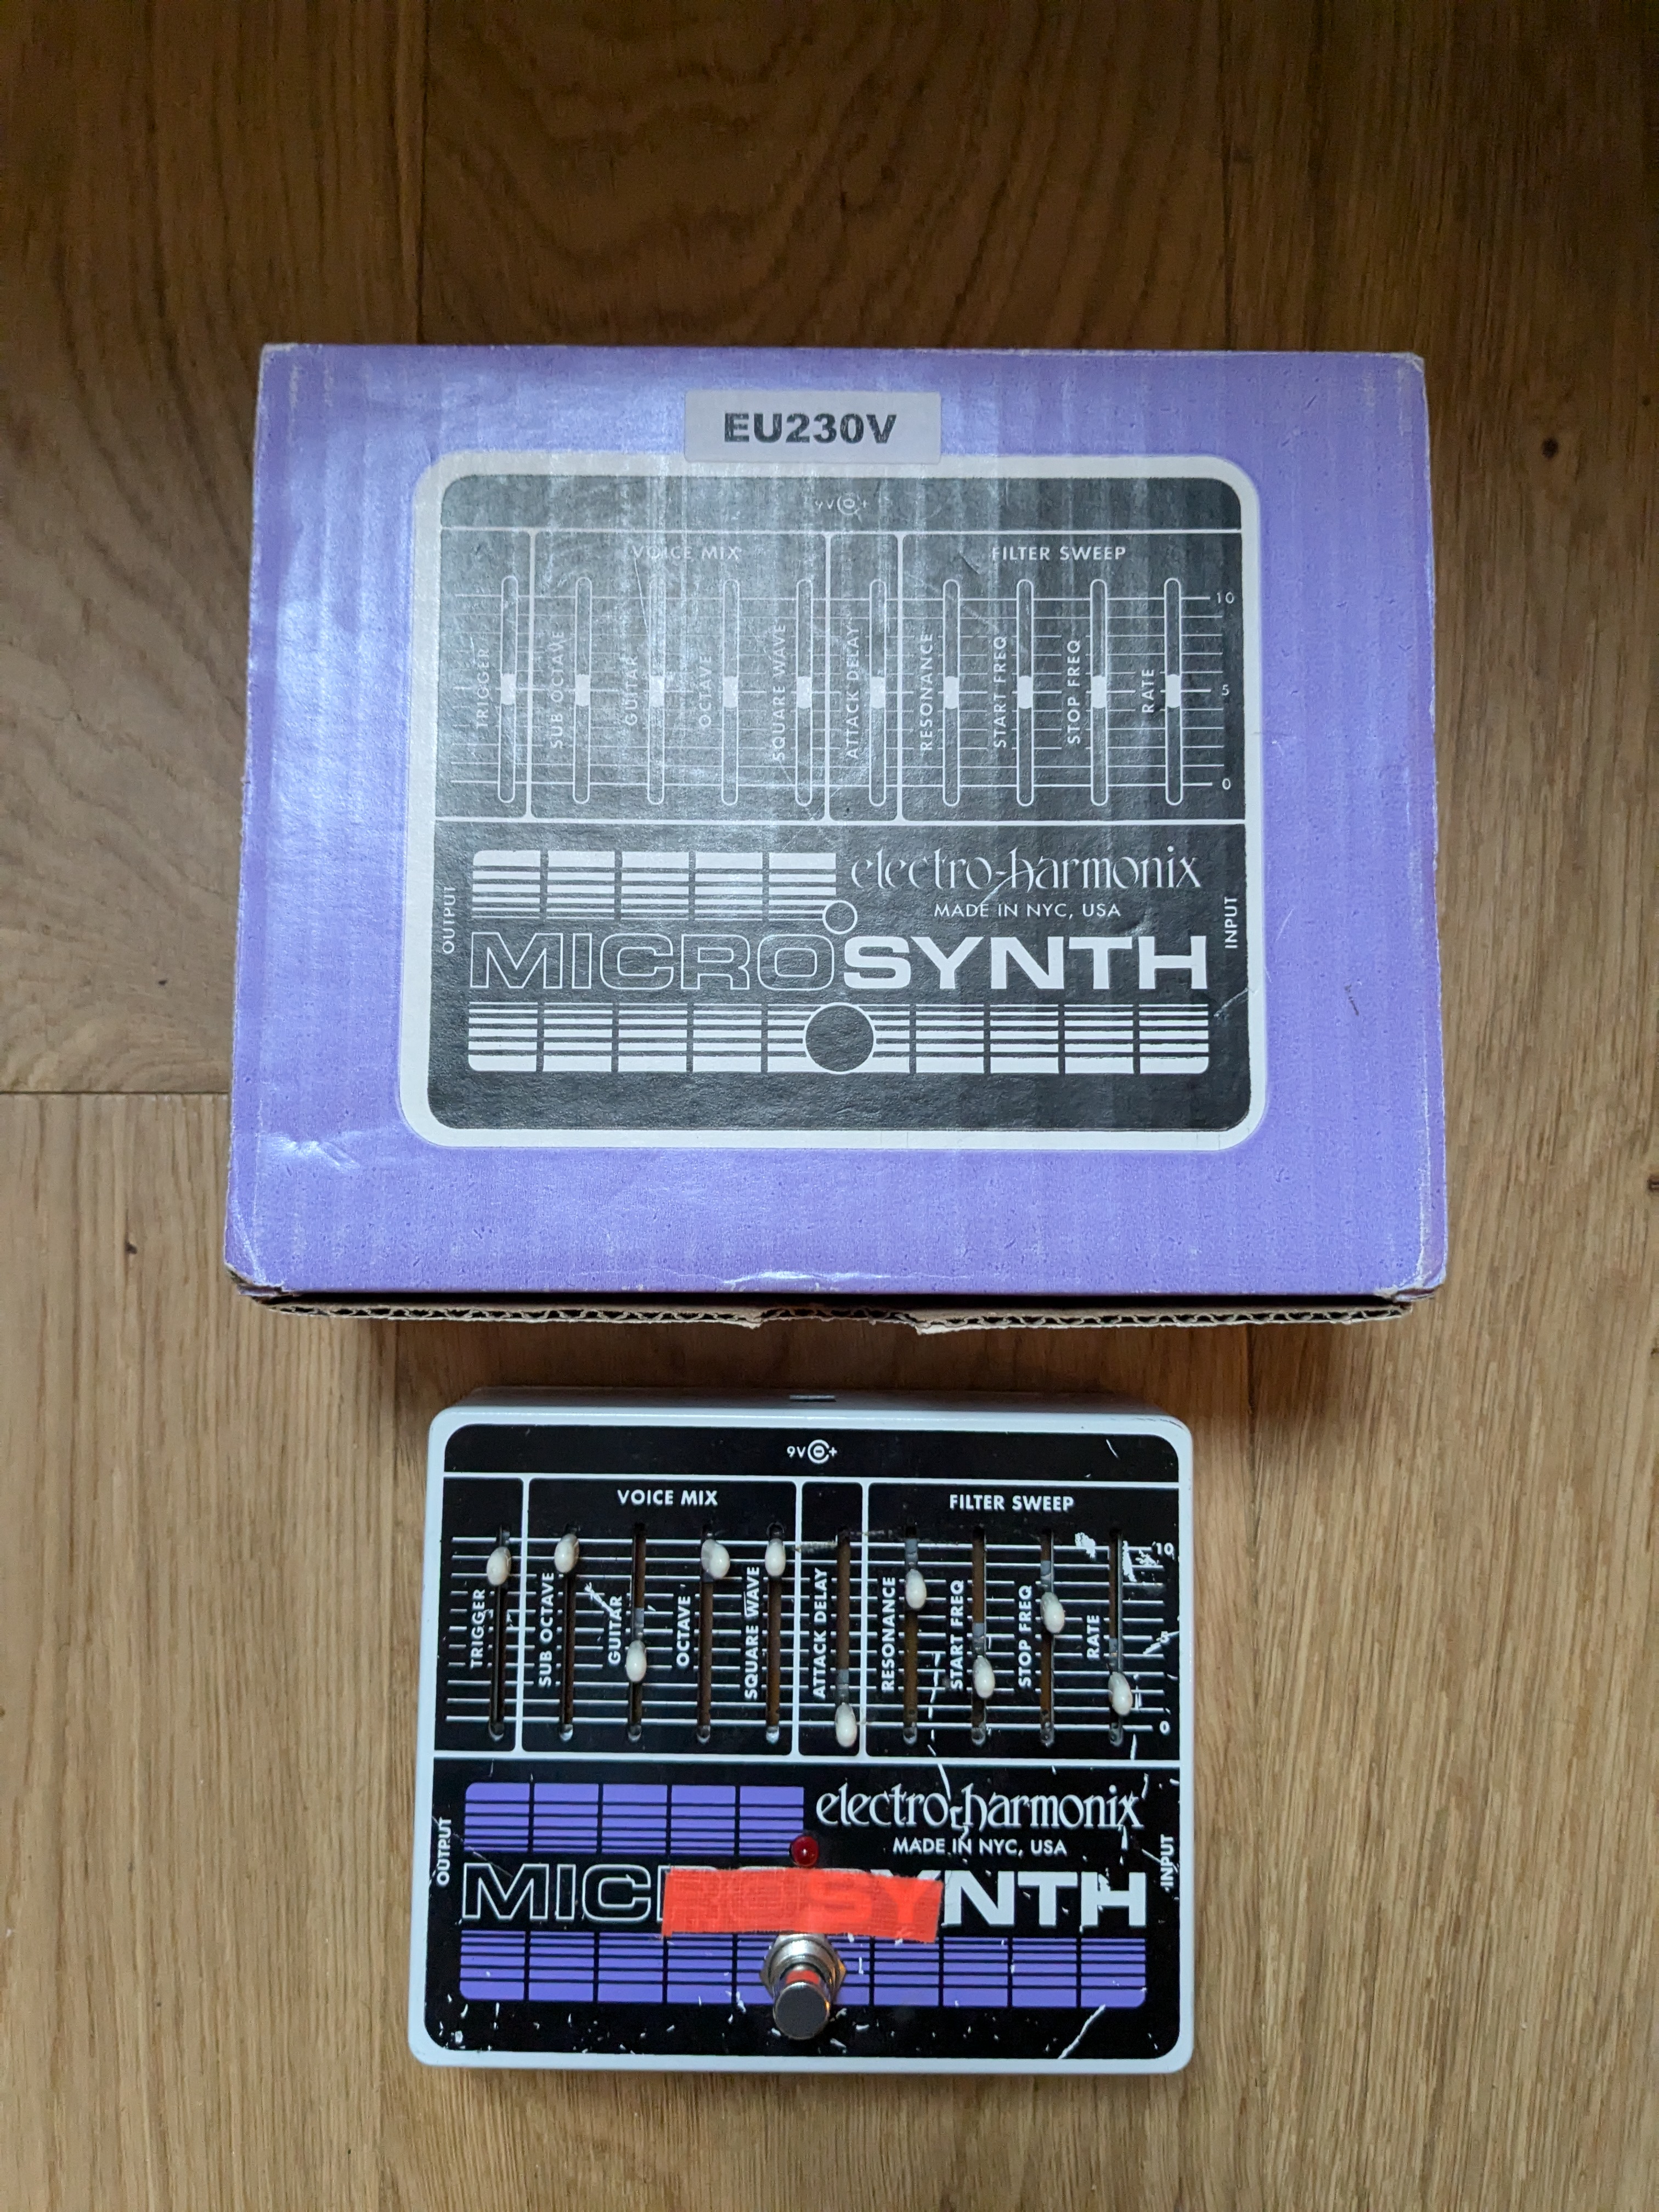 EU230V
9V +
VOICE MIX
FILTER SWEEP
TRIGGER
SUB OCTAVE
GUITAR
OCTAVE
SQUARE WAVE
ATTACK DELAY
RESONANCE
START FREQ
STOP FREQ
RATE
10
5
0
electro-harmonix
MADE IN NYC, USA
OUTPUT
INPUT
MICROSYNTH
9V +
VOICE MIX
FILTER SWEEP
TRIGGER
SUB OCTAVE
GUITAR
OCTAVE
SQUARE WAVE
ATTACK DELAY
RESONANCE
START FREQ
STOP FREQ
RATE
10
5
0
electro-harmonix
MADE IN NYC, USA
OUTPUT
INPUT
MICROSYNTH